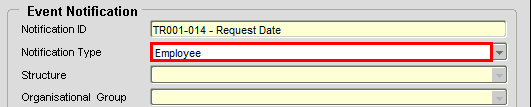 Event Notification
Notification ID TR001-014 - Request Date
Notification Type Employee
Structure
Organisational Group